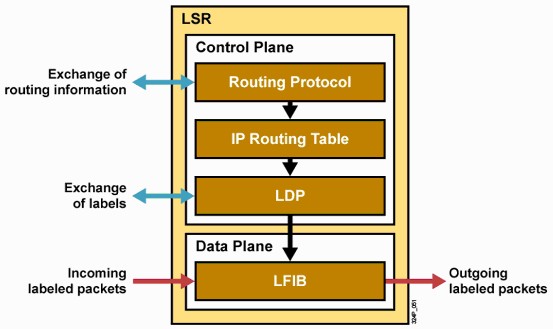 LSR
Control Plane
Exchange of
routing information
Routing Protocol
IP Routing Table
Exchange
of labels
LDP
Data Plane
Incoming
labeled packets
LFIB
Outgoing
labeled packets
324P_051